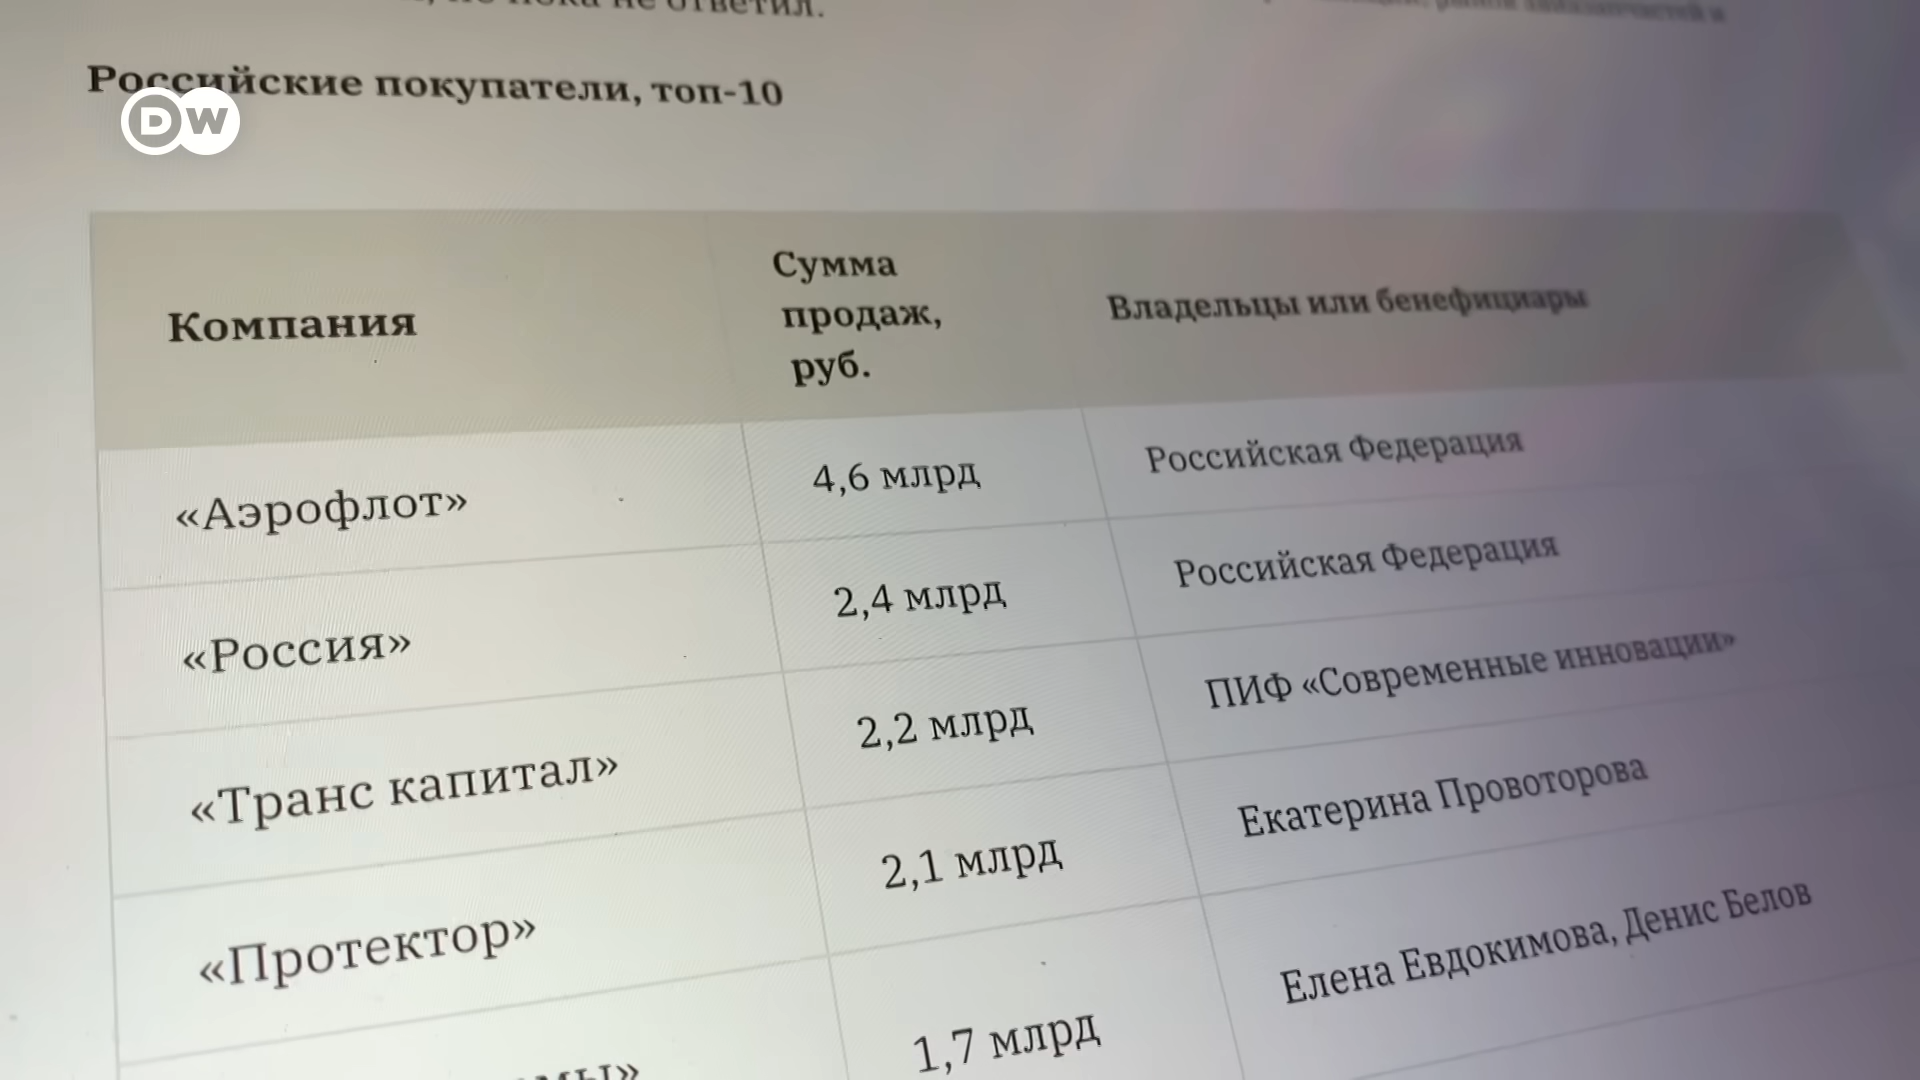 не ответил.
Российские покупатели, топ-10
DW
Компания
Сумма
продаж,
руб.
Владельцы или бенефициары
«Аэрофлот» 4,6 млрд Российская Федерация
«Россия» 2,4 млрд Российская Федерация
«Транс капитал» 2,2 млрд ПИФ «Современные инновации»
«Протектор» 2,1 млрд Екатерина Провоторова
1,7 млрд Елена Евдокимова, Денис Белов